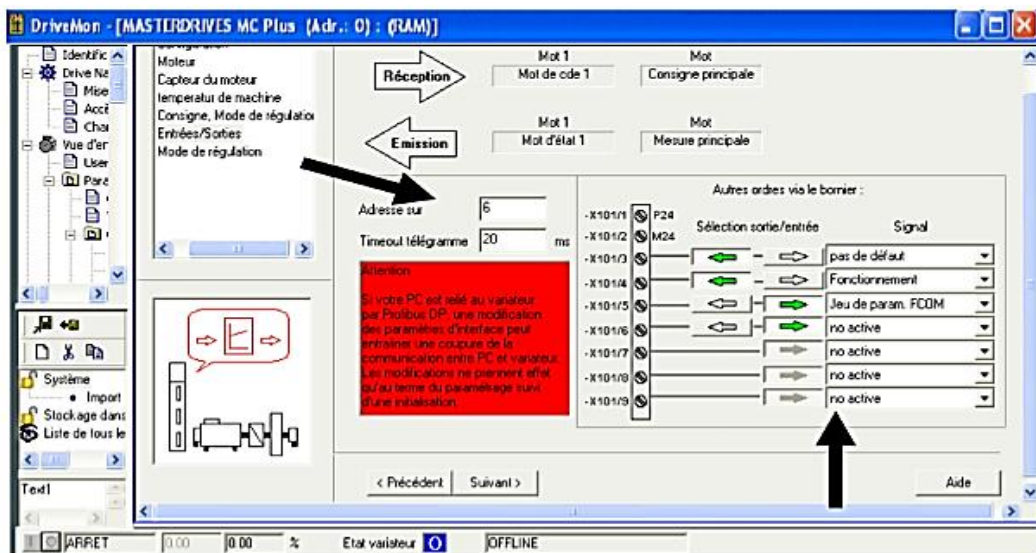 DriveMon - [MASTERDRIVES MC Plus (Adr.: 0) : (RAM)]
Identific
Drive Na
Mise
Accè
Char
Vue d'er
User
Para
Moteur
Capteur du moteur
temperatur de machine
Consigne, Mode de régulation
Entrées/Sorties
Mode de régulation
Réception
Mot 1
Mot de cde 1
Mot
Consigne principale
Emission
Mot 1
Mot d'état 1
Mot
Mesure principale
Adresse sur 6
Timeout télégramme 20 ms
Attention
Si votre PC est relié au variateur
par Profibus DP, une modification
des paramètres d'interface peut
entraîner une coupure de la
communication entre PC et variateur.
Les modifications ne prennent effet
qu'au terme du paramétrage suivi
d'une initialisation.
Autres ordres via le bornier :
Sélection sortie/entrée Signal
-X101/1 P24
-X101/2 M24
-X101/3 pas de défaut
-X101/4 Fonctionnement
-X101/5 Jeu de param. FCOM
-X101/6 no active
-X101/7 no active
-X101/8 no active
-X101/9 no active
Système
Import
Stockage dans
Liste de tous le
Text1
< Précédent Suivant > Aide
ARRET 0.00 0.00 % Etat variateur O OFFLINE